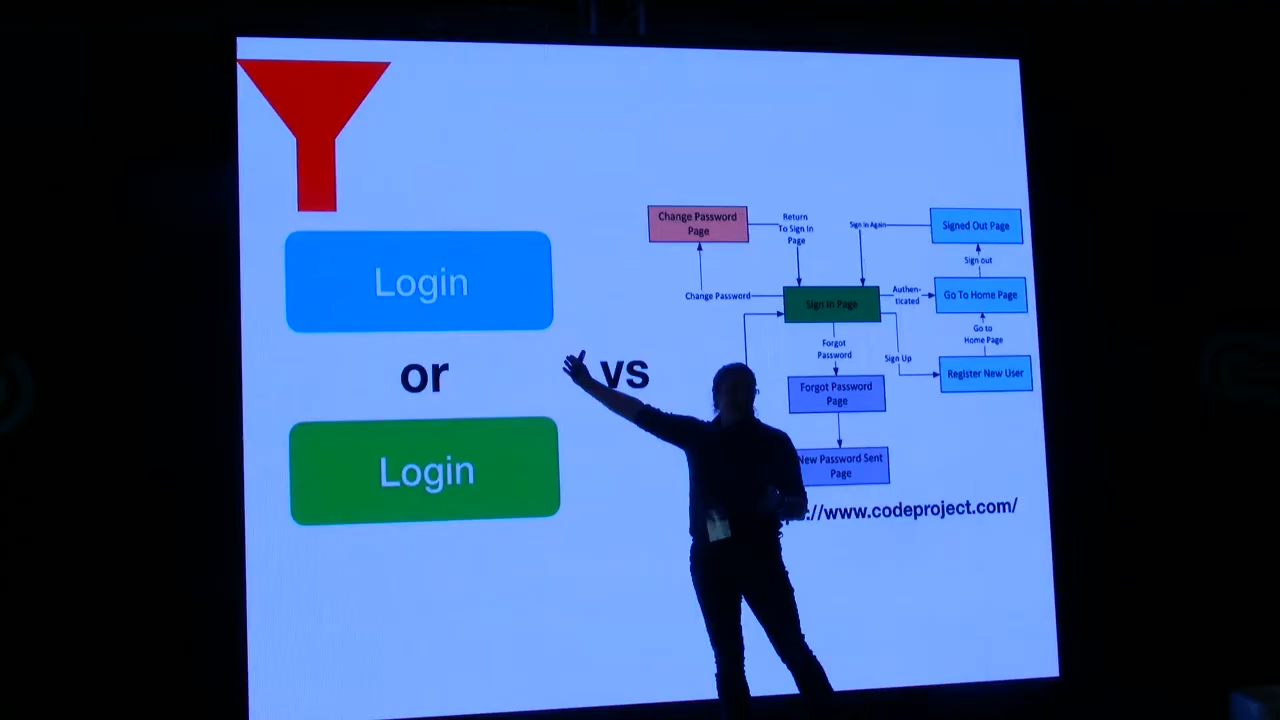 Login
or
Login
vs
Change Password
Page
Return
To Sign In
Page
Sign In Again
Signed Out Page
Sign out
Change Password
Sign In Page
Authen-
ticated
Go To Home Page
Go to
Home Page
Forgot
Password
Sign Up
Register New User
Forgot Password
Page
New Password Sent
Page
://www.codeproject.com/